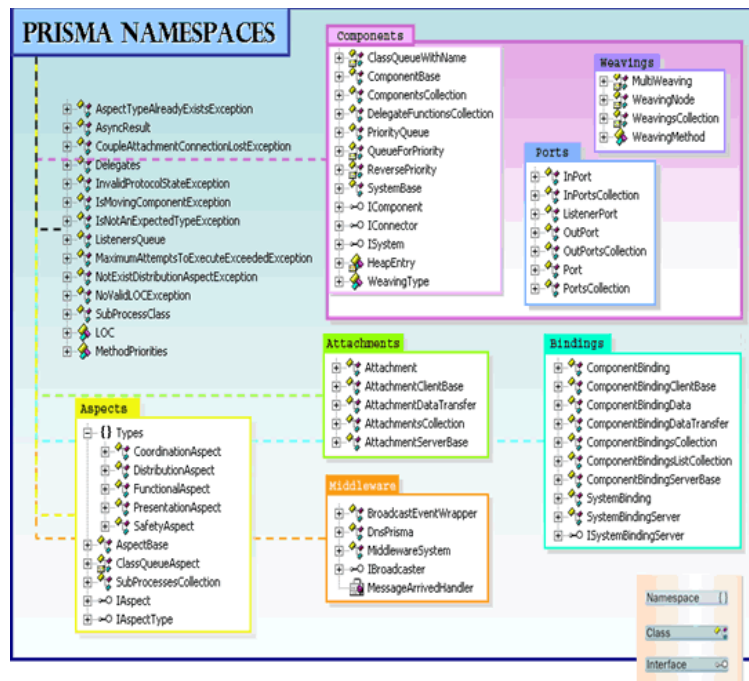 PRISMA NAMESPACES
AspectTypeAlreadyExistsException
AsyncResult
CoupleAttachmentConnectionLostException
Delegates
InvalidProtocolStateException
IsMovingComponentException
IsNotAnExpectedTypeException
ListenersQueue
MaximumAttemptsToExecuteExceededException
NotExistDistributionAspectException
NoValidLOCException
SubProcessClass
LOC
MethodPriorities
Components
ClassQueueWithName
ComponentBase
ComponentsCollection
DelegateFunctionsCollection
PriorityQueue
QueueForPriority
ReversePriority
SystemBase
IComponent
IConnector
ISystem
HeapEntry
WeavingType
Weavings
MultiWeaving
WeavingNode
WeavingsCollection
WeavingMethod
Ports
InPort
InPortsCollection
ListenerPort
OutPort
OutPortsCollection
Port
PortsCollection
Attachments
Attachment
AttachmentClientBase
AttachmentDataTransfer
AttachmentsCollection
AttachmentServerBase
Bindings
ComponentBinding
ComponentBindingClientBase
ComponentBindingData
ComponentBindingDataTransfer
ComponentBindingsCollection
ComponentBindingsListCollection
ComponentBindingServerBase
SystemBinding
SystemBindingServer
ISystemBindingServer
Aspects
{} Types
CoordinationAspect
DistributionAspect
FunctionalAspect
PresentationAspect
SafetyAspect
AspectBase
ClassQueueAspect
SubProcessesCollection
IAspect
IAspectType
Middleware
BroadcastEventWrapper
DnsPrisma
MiddlewareSystem
IBroadcaster
MessageArrivedHandler
Namespace {}
Class
Interface